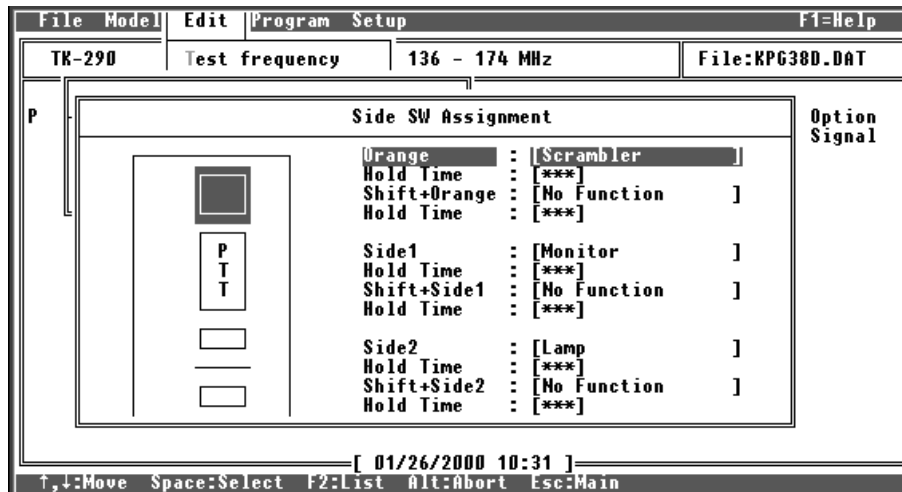 File Model Edit Program Setup F1=Help
TK-290 Test frequency 136 - 174 MHz File:KPG38D.DAT
P Side SW Assignment Option
Signal
Orange : [Scrambler ]
Hold Time : [***]
Shift+Orange : [No Function ]
Hold Time : [***]
PTT
Side1 : [Monitor ]
Hold Time : [***]
Shift+Side1 : [No Function ]
Hold Time : [***]
Side2 : [Lamp ]
Hold Time : [***]
Shift+Side2 : [No Function ]
Hold Time : [***]
[ 01/26/2000 10:31 ]
↑,↓:Move Space:Select F2:List Alt:Abort Esc:Main